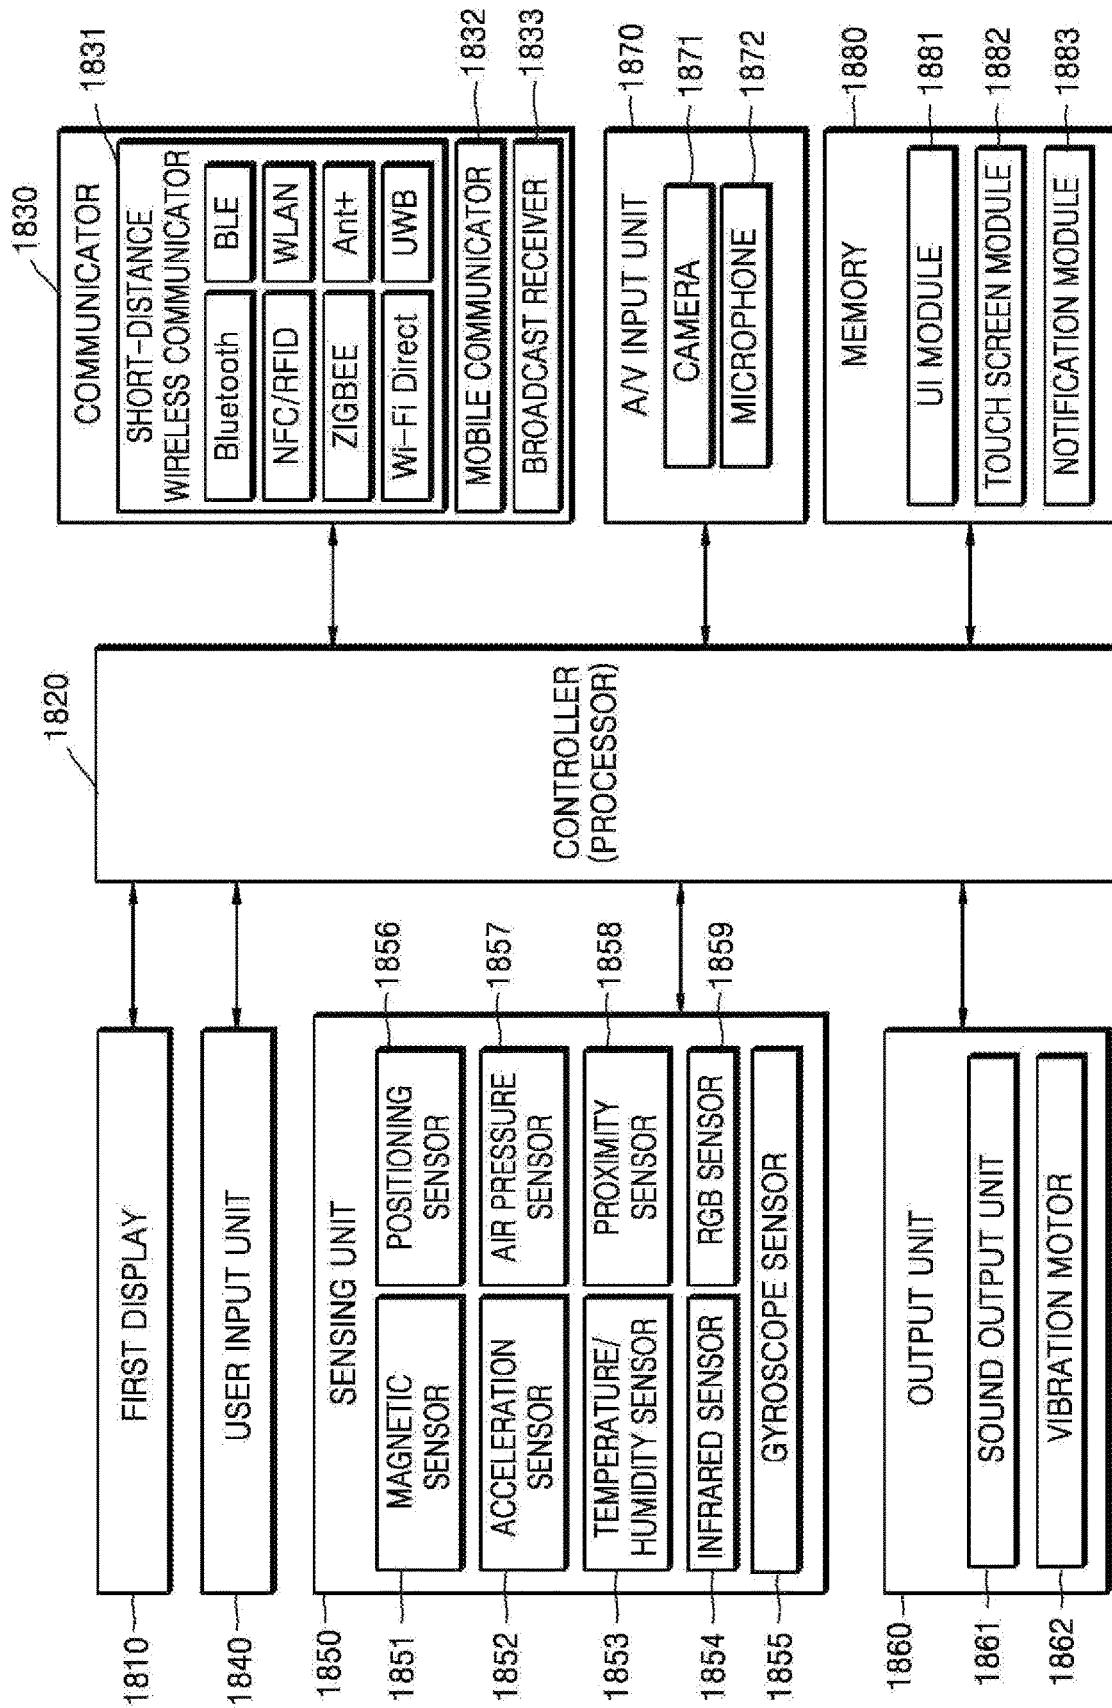 1810
FIRST DISPLAY
1840
USER INPUT UNIT
1850
SENSING UNIT
1851
MAGNETIC
SENSOR
POSITIONING
SENSOR
1856
1852
ACCELERATION
SENSOR
AIR PRESSURE
SENSOR
1857
1853
TEMPERATURE/
HUMIDITY SENSOR
PROXIMITY
SENSOR
1858
1854
INFRARED SENSOR
RGB SENSOR
1859
1855
GYROSCOPE SENSOR
1860
OUTPUT UNIT
1861
SOUND OUTPUT UNIT
1862
VIBRATION MOTOR
1820
CONTROLLER
(PROCESSOR)
1830
COMMUNICATOR
1831
SHORT-DISTANCE
WIRELESS COMMUNICATOR
Bluetooth
BLE
NFC/RFID
WLAN
ZIGBEE
Ant+
Wi-Fi Direct
UWB
MOBILE COMMUNICATOR
1832
BROADCAST RECEIVER
1833
A/V INPUT UNIT
1870
CAMERA
1871
MICROPHONE
1872
MEMORY
1880
UI MODULE
1881
TOUCH SCREEN MODULE
1882
NOTIFICATION MODULE
1883